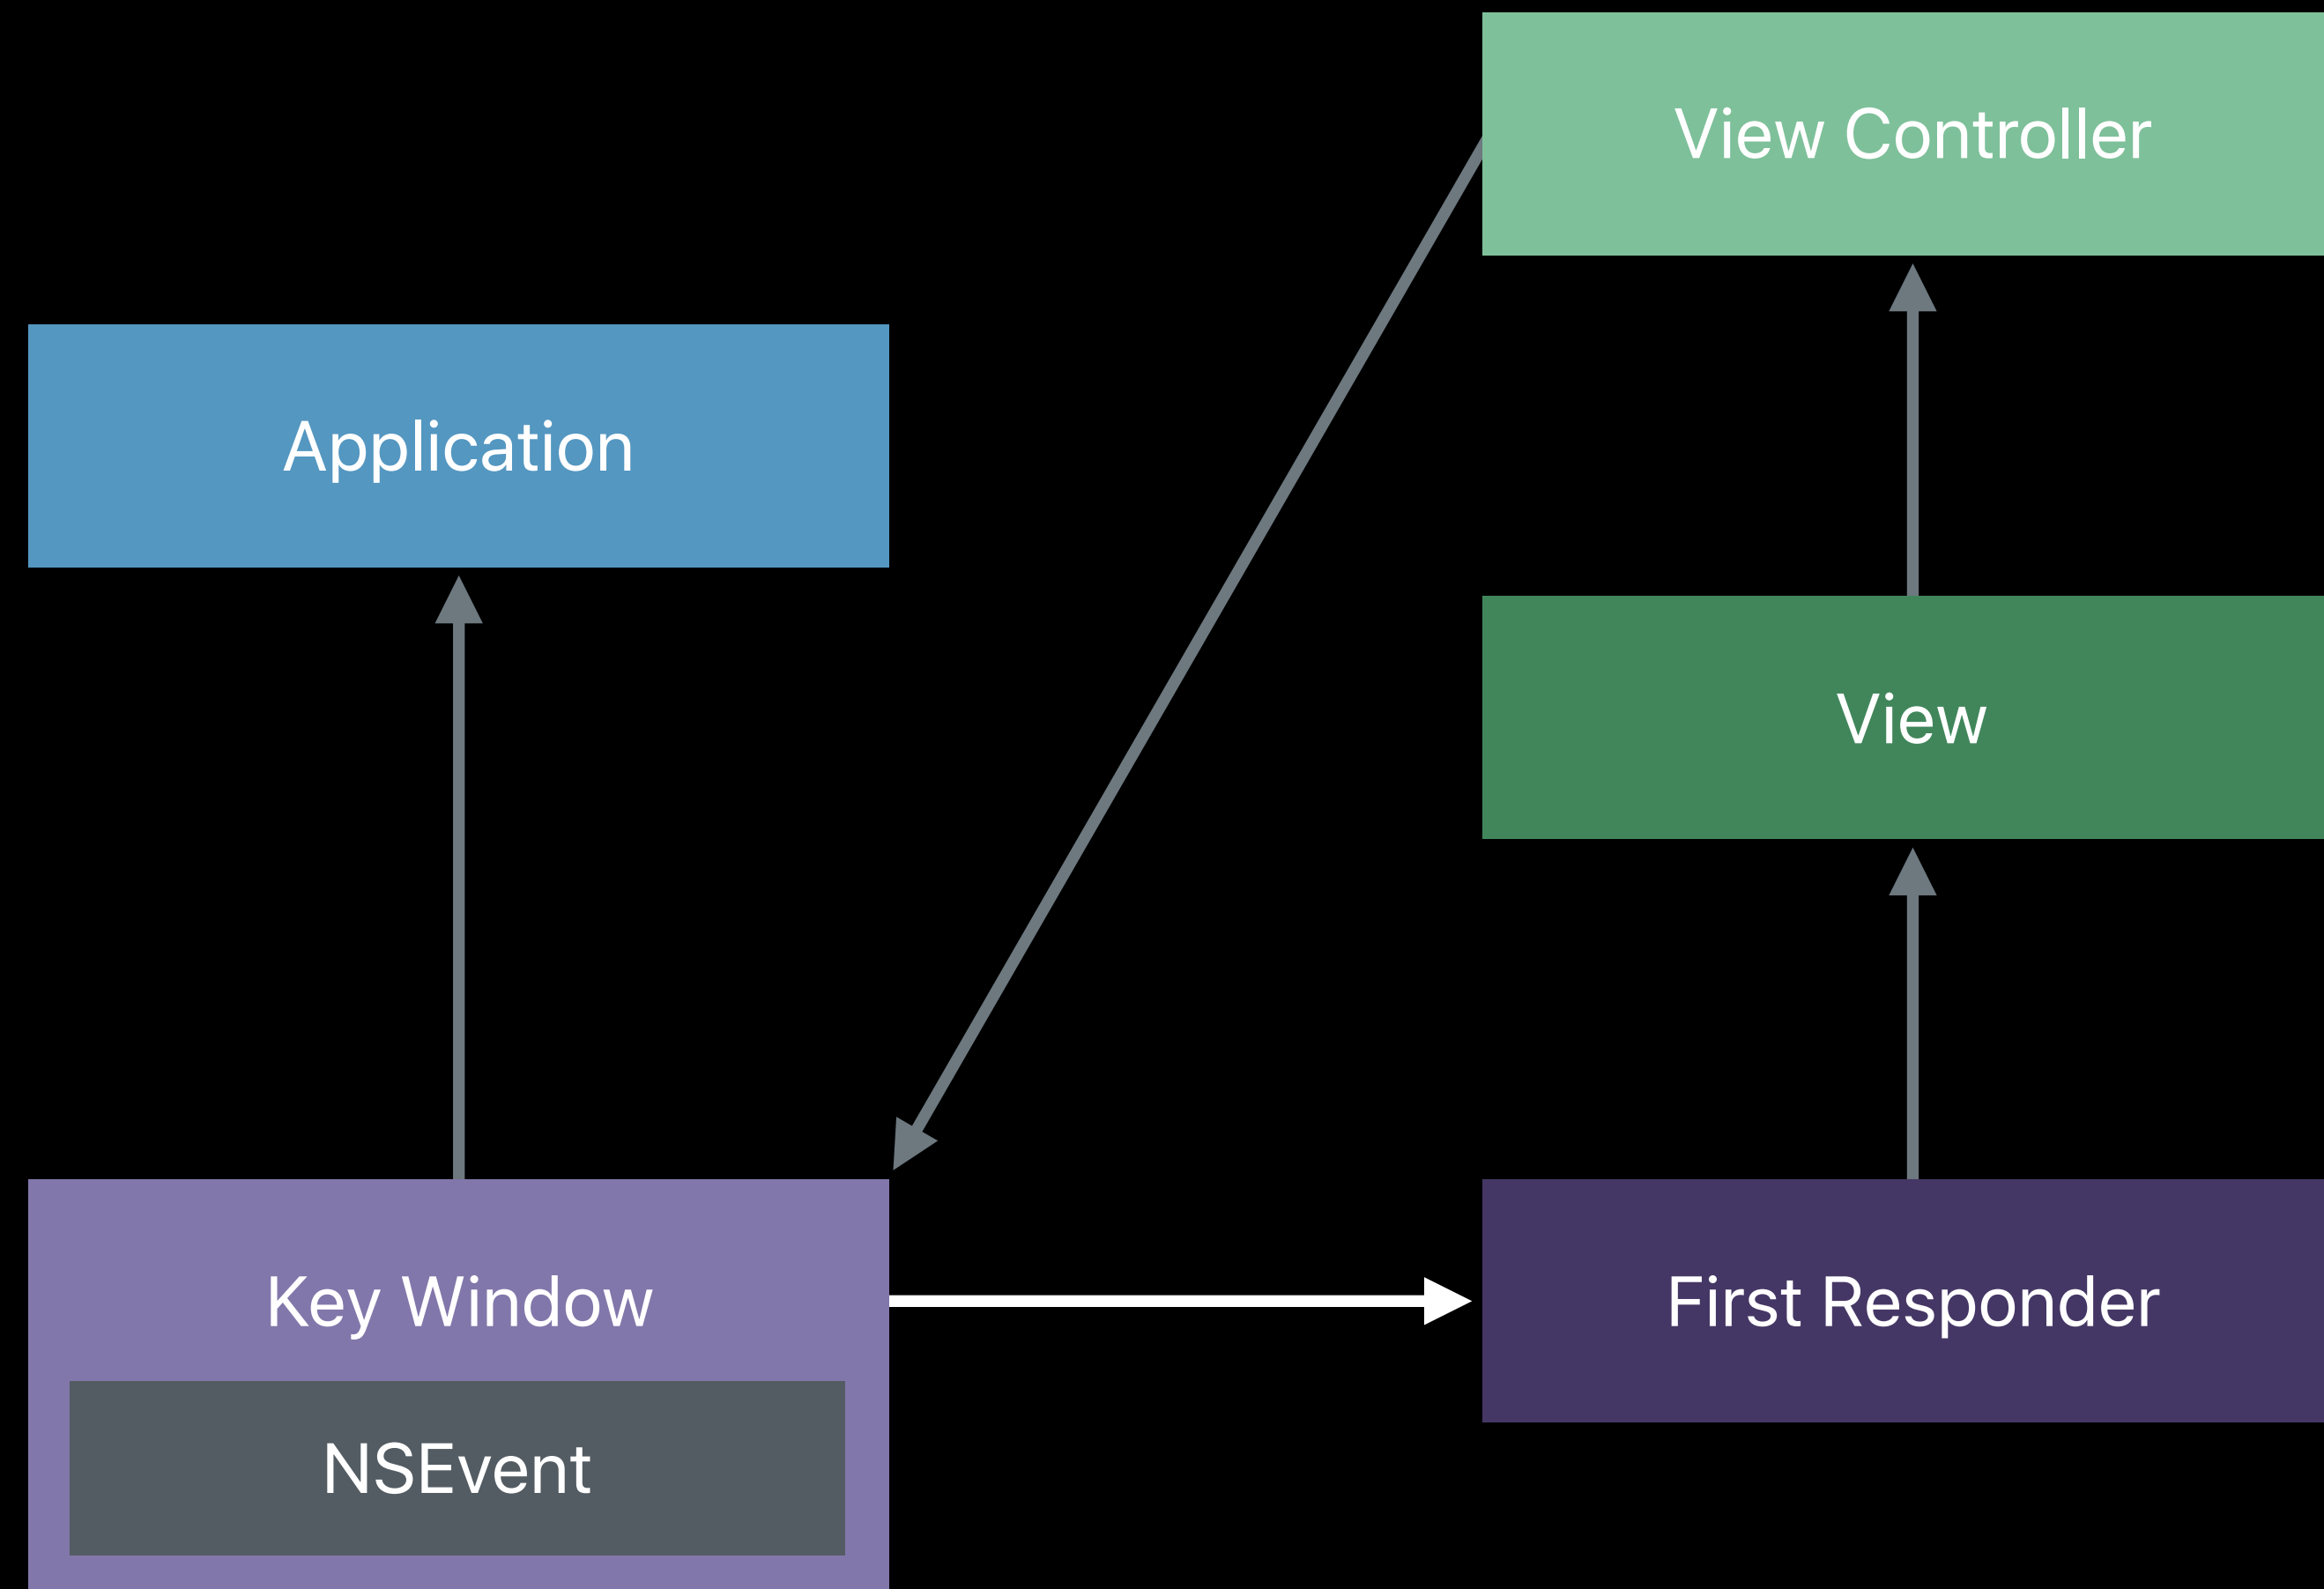 View Controller
Application
View
Key Window
First Responder
NSEvent